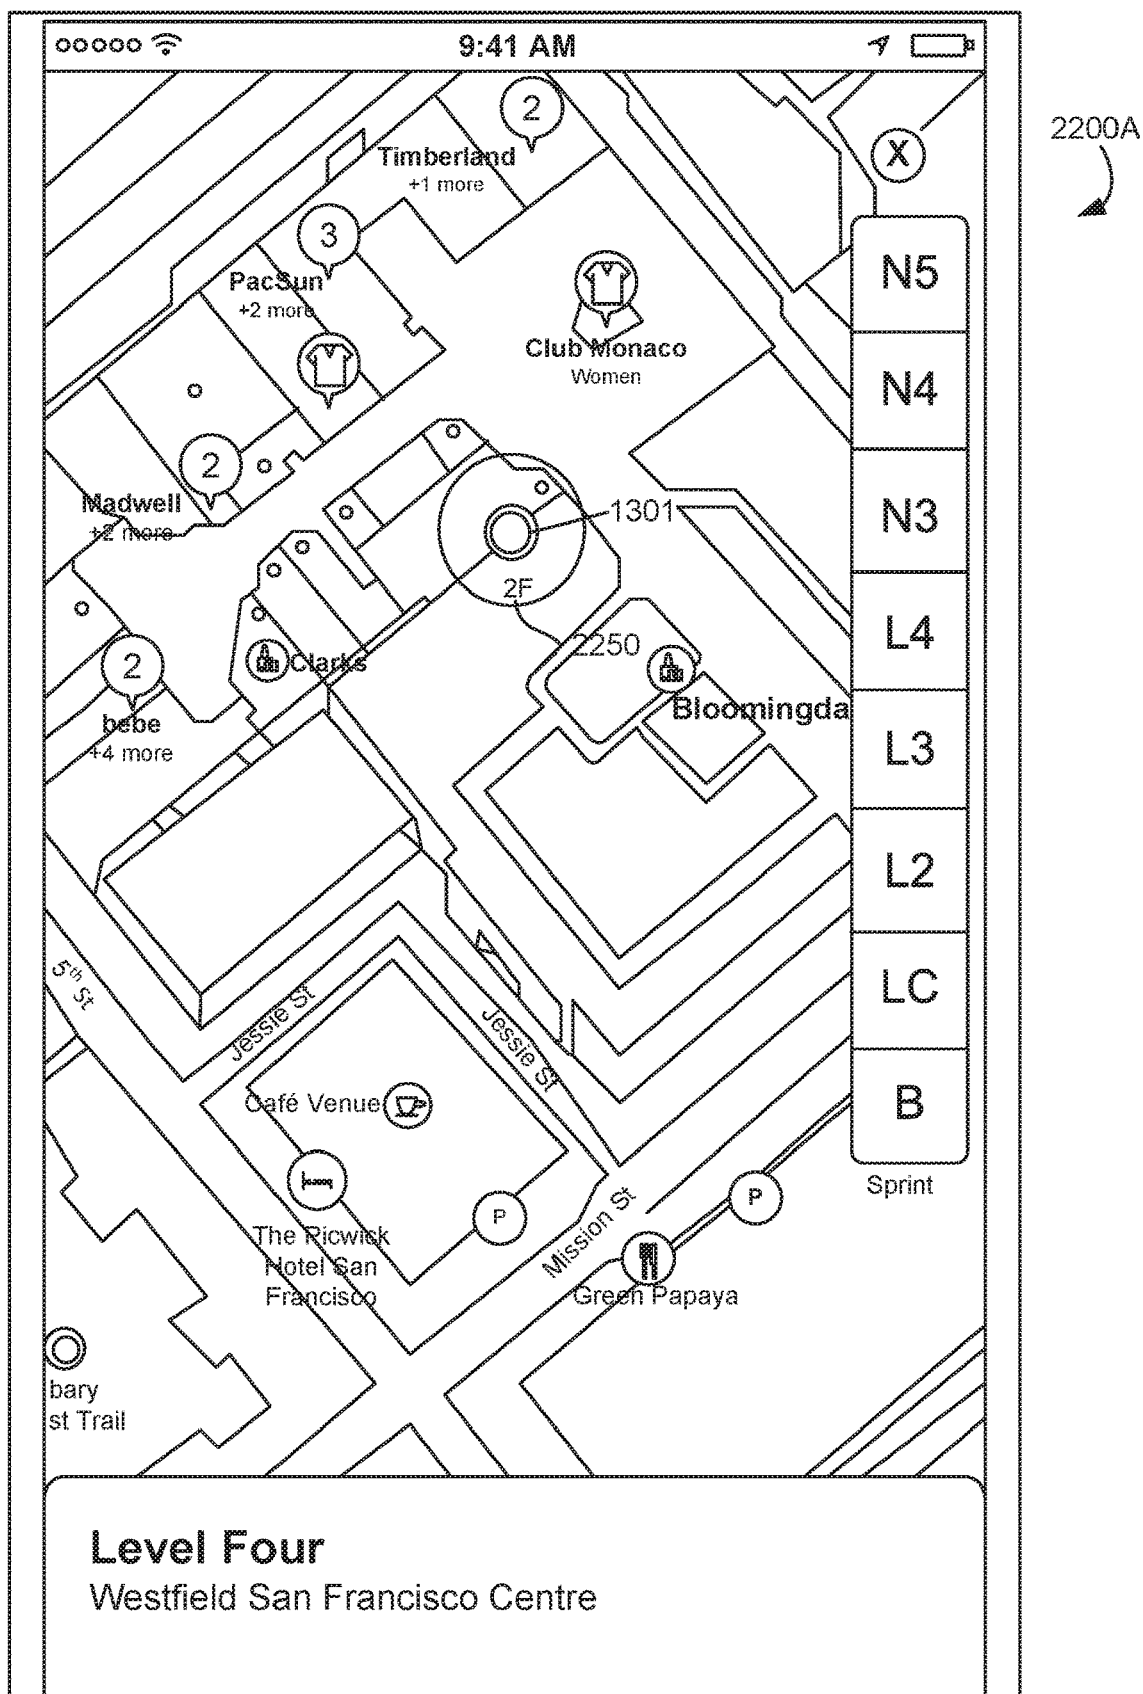 9:41 AM
2200A
2
Timberland
+1 more
X
3
PacSun
+2 more
N5
Club Monaco
Women
N4
2
Madwell
+2 more
1301
N3
2F
2250
L4
2
Clarks
bebe
+4 more
Bloomingda
L3
L2
5th St
LC
Jessie St
Jessie St
Café Venue
B
P
The Picwick
Hotel San
Francisco
P
Sprint
Mission St
Green Papaya
bary
st Trail
Level Four
Westfield San Francisco Centre